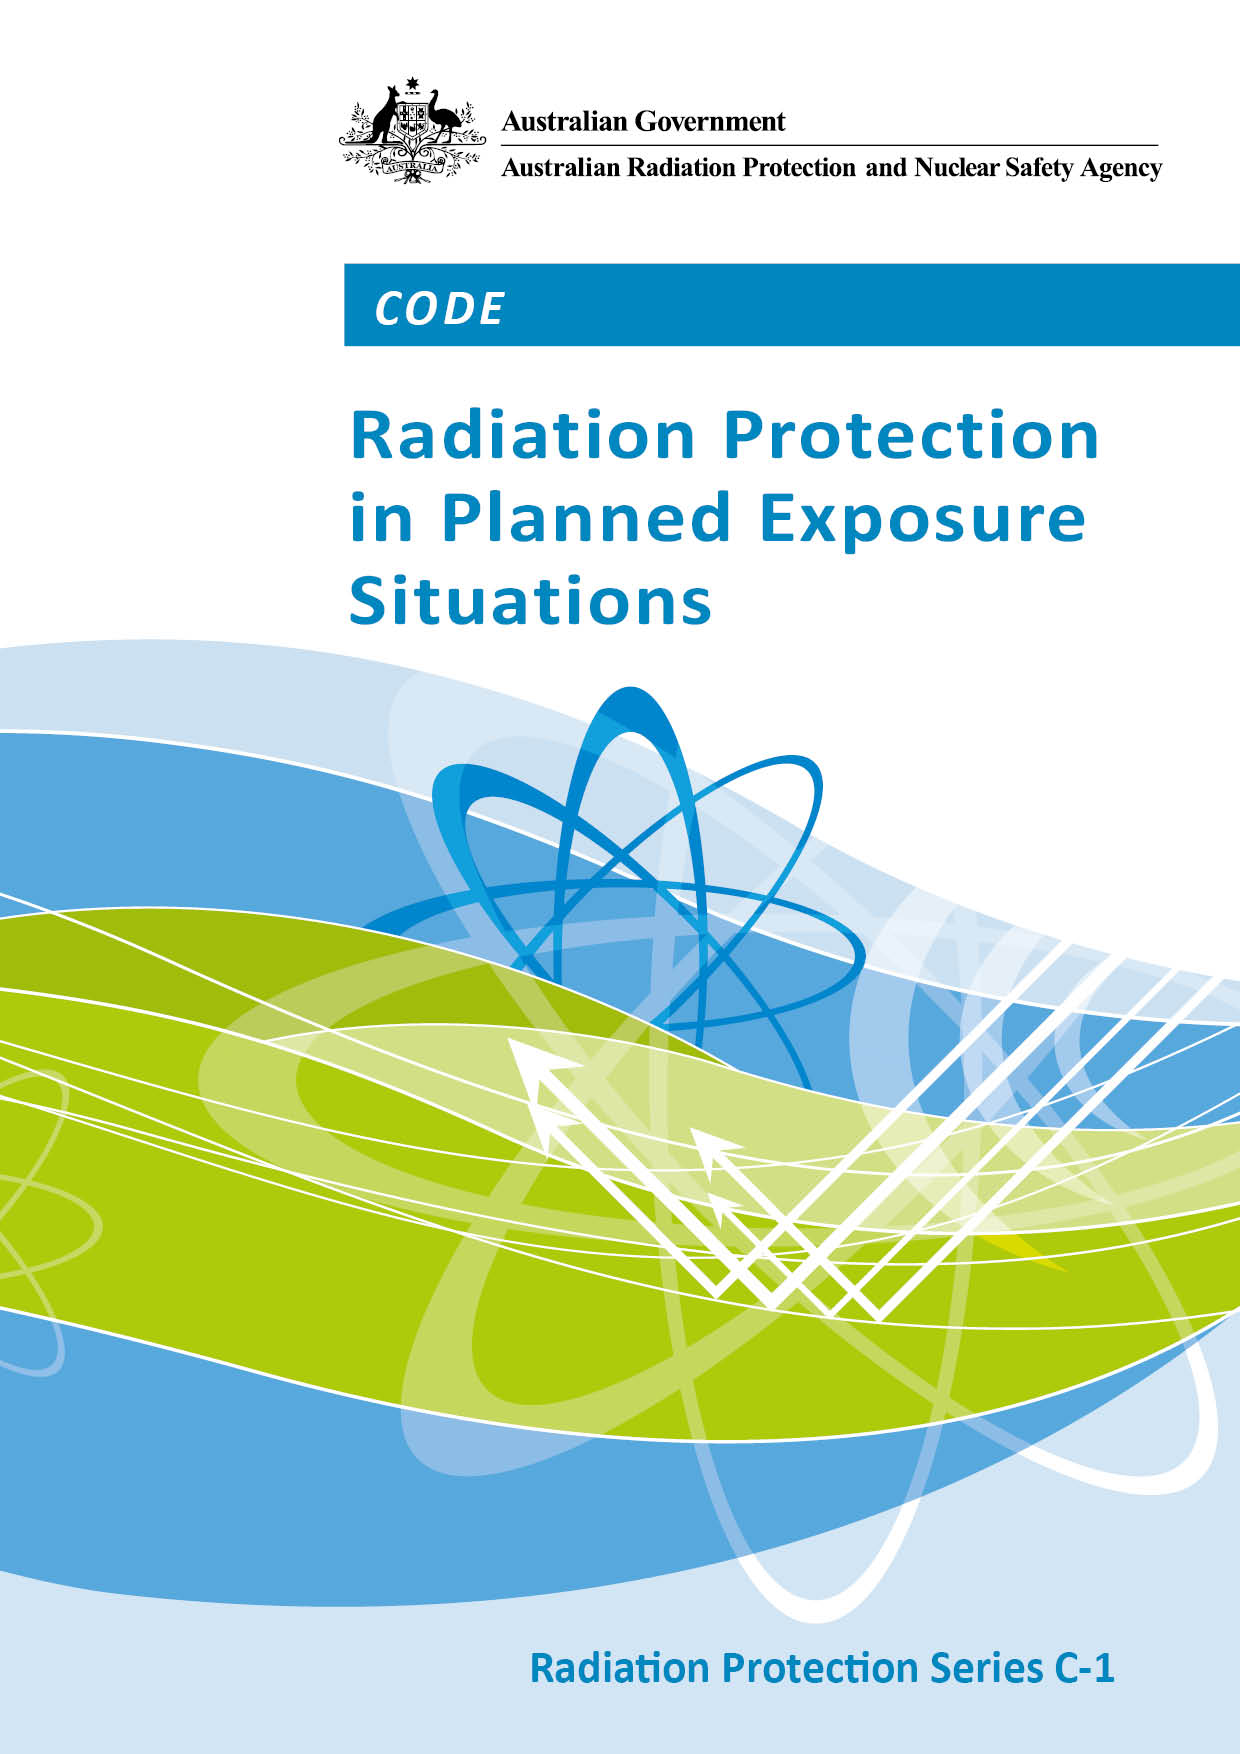 Australian Government
Australian Radiation Protection and Nuclear Safety Agency
AUSTRALIA
CODE
Radiation Protection
in Planned Exposure
Situations
Radiation Protection Series C-1